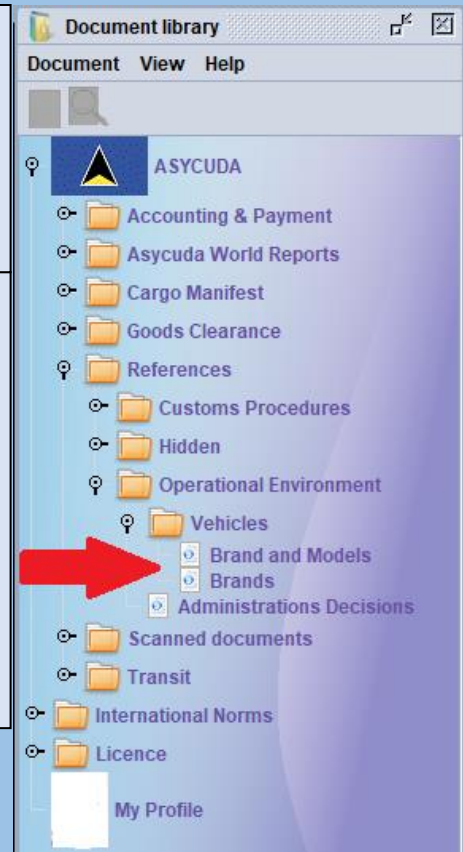 Document library
Document View Help
ASYCUDA
Accounting & Payment
Asycuda World Reports
Cargo Manifest
Goods Clearance
References
Customs Procedures
Hidden
Operational Environment
Vehicles
Brand and Models
Brands
Administrations Decisions
Scanned documents
Transit
International Norms
Licence
My Profile